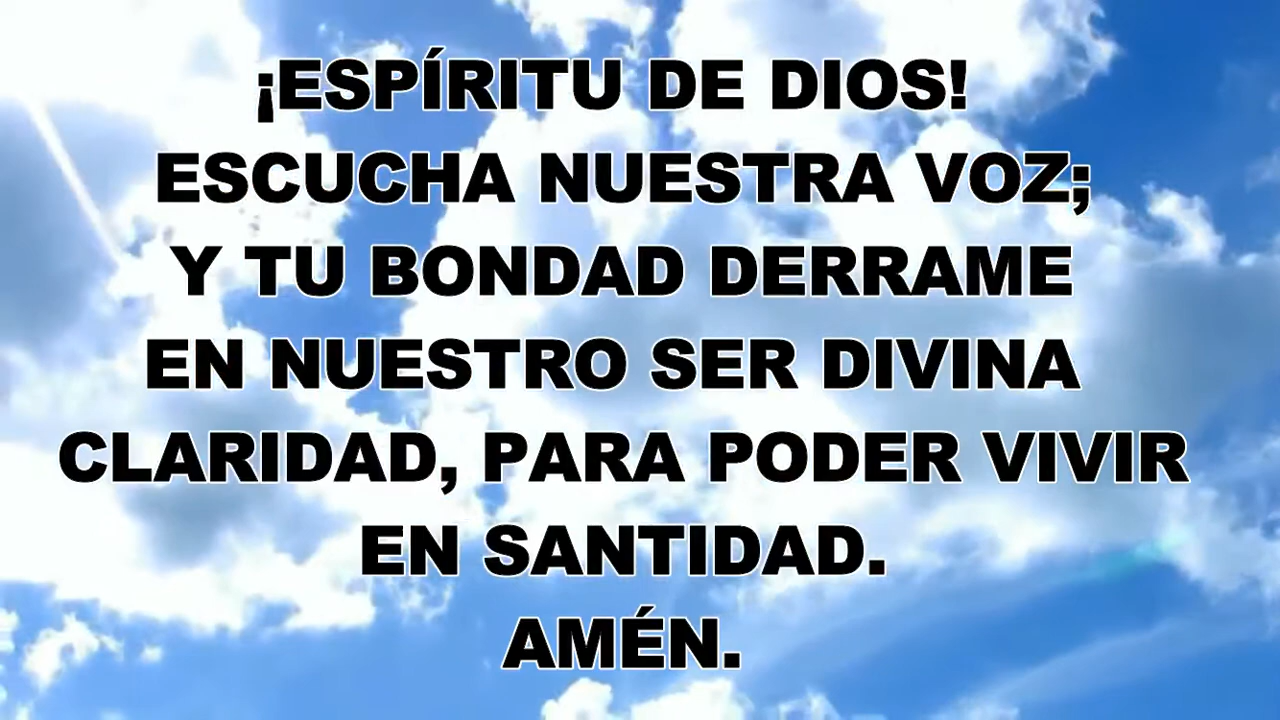 ¡ESPÍRITU DE DIOS!
ESCUCHA NUESTRA VOZ;
Y TU BONDAD DERRAME
EN NUESTRO SER DIVINA
CLARIDAD, PARA PODER VIVIR
EN SANTIDAD.
AMÉN.